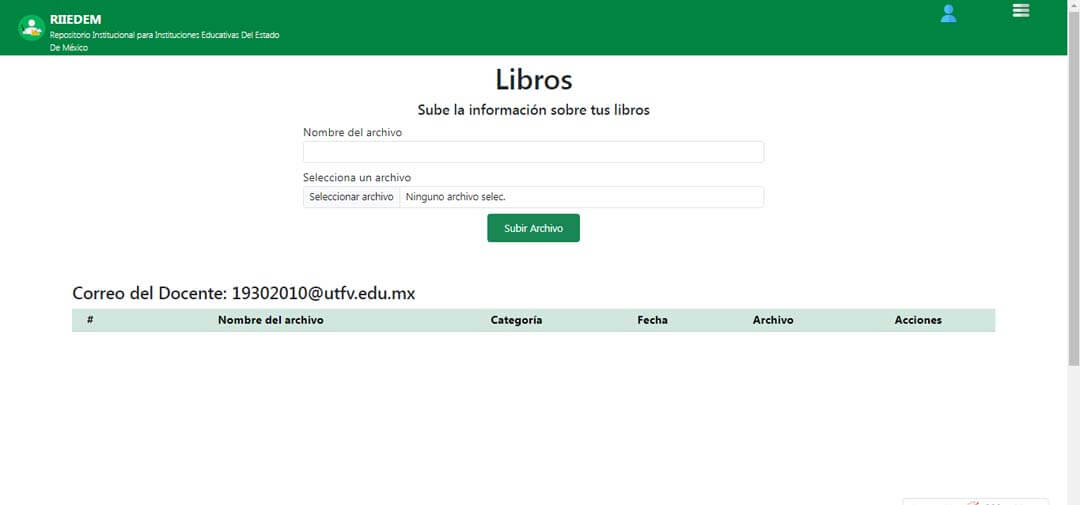 RIIEDEM
Repositorio Institucional para Instituciones Educativas Del Estado
De México
Libros
Sube la información sobre tus libros
Nombre del archivo
Selecciona un archivo
Seleccionar archivo Ninguno archivo selec.
Subir Archivo
Correo del Docente: 19302010@utfv.edu.mx
# Nombre del archivo Categoría Fecha Archivo Acciones